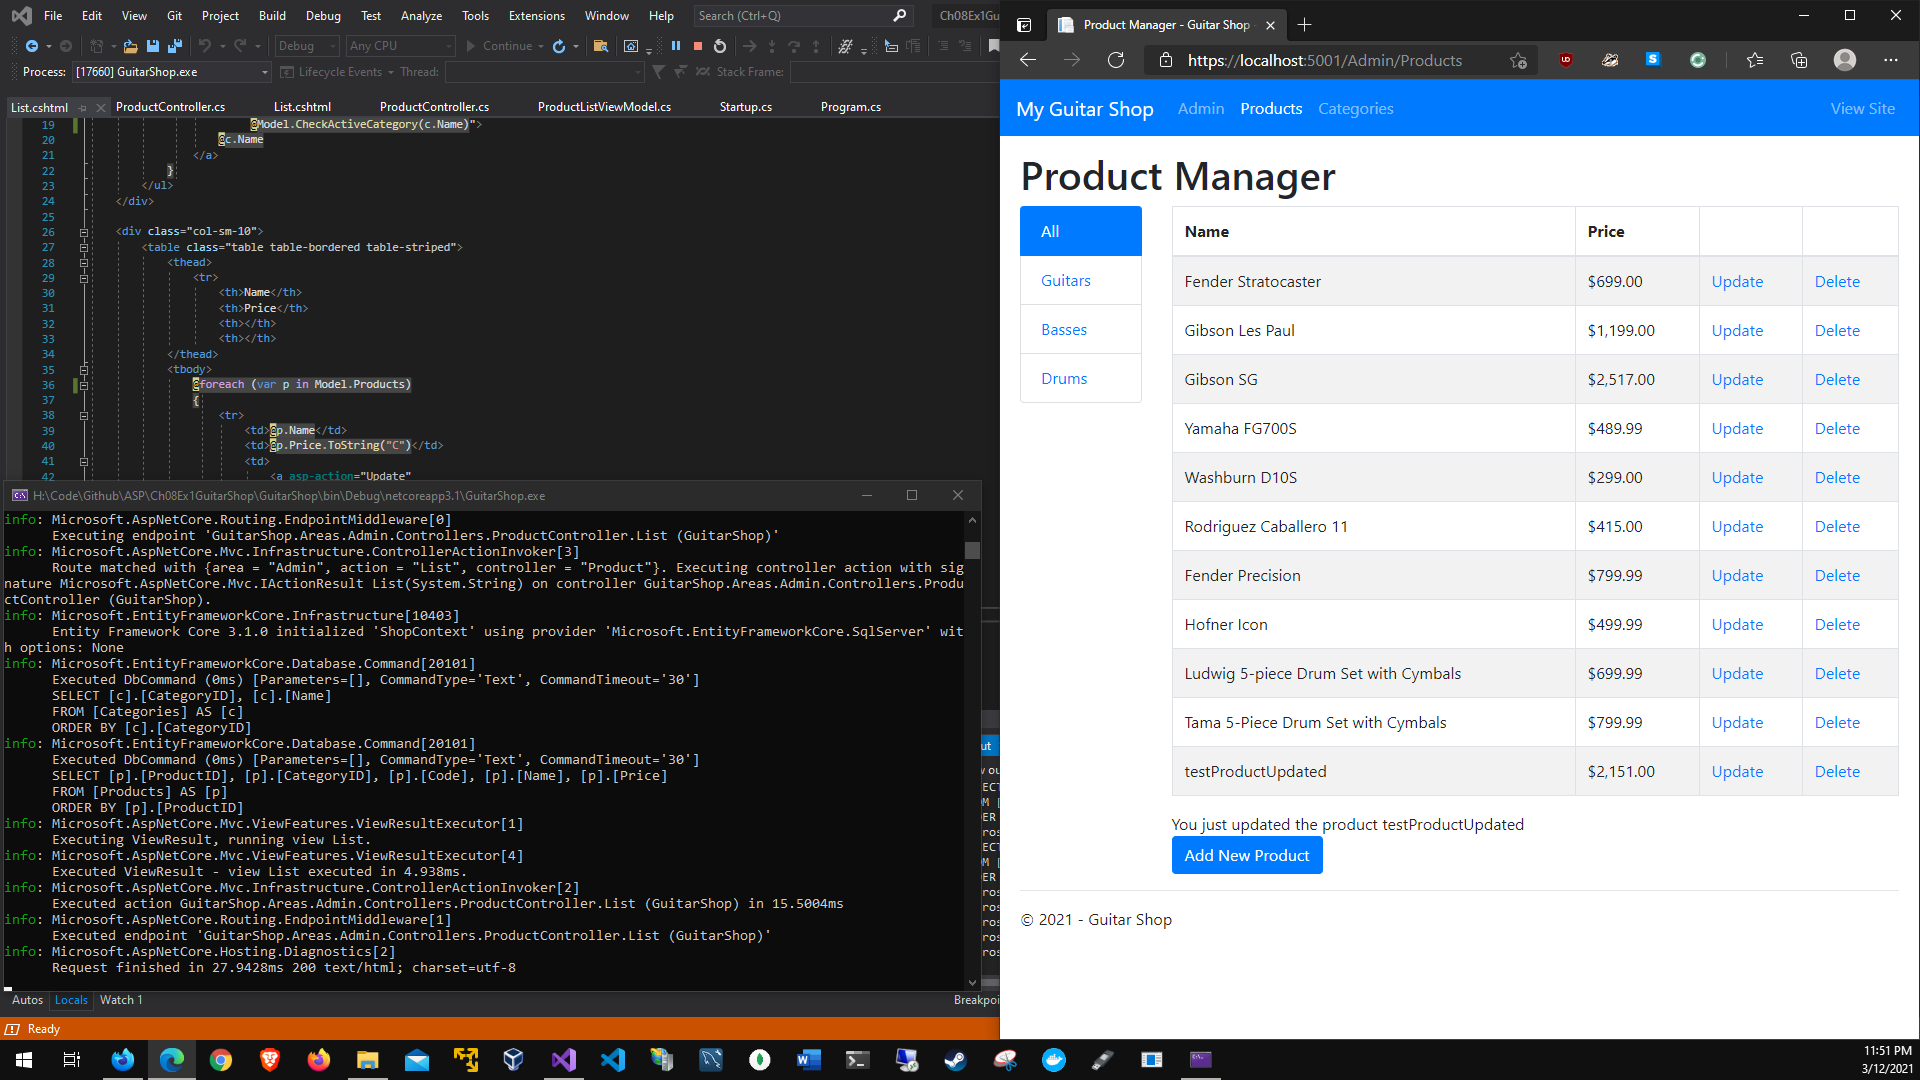 File Edit View Git Project Build Debug Test Analyze Tools Extensions Window Help Search (Ctrl+Q) Ch08Ex1Gu
Debug Any CPU Continue
Process: [17660] GuitarShop.exe Lifecycle Events Thread: Stack Frame:
List.cshtml ProductController.cs List.cshtml ProductController.cs ProductListViewModel.cs Startup.cs Program.cs
19 @Model.CheckActiveCategory(c.Name)">
20 @c.Name
21 </a>
22 }
23 </ul>
24 </div>
25
26 <div class="col-sm-10">
27 <table class="table table-bordered table-striped">
28 <thead>
29 <tr>
30 <th>Name</th>
31 <th>Price</th>
32 <th></th>
33 <th></th>
34 </thead>
35 <tbody>
36 @foreach (var p in Model.Products)
37 {
38 <tr>
39 <td>@p.Name</td>
40 <td>@p.Price.ToString("C")</td>
41 <td>
42 <a asp-action="Update"
H:\Code\Github\ASP\Ch08Ex1GuitarShop\GuitarShop\bin\Debug\netcoreapp3.1\GuitarShop.exe
info: Microsoft.AspNetCore.Routing.EndpointMiddleware[0]
Executing endpoint 'GuitarShop.Areas.Admin.Controllers.ProductController.List (GuitarShop)'
info: Microsoft.AspNetCore.Mvc.Infrastructure.ControllerActionInvoker[3]
Route matched with {area = "Admin", action = "List", controller = "Product"}. Executing controller action with sig
nature Microsoft.AspNetCore.Mvc.IActionResult List(System.String) on controller GuitarShop.Areas.Admin.Controllers.Produ
ctController (GuitarShop).
info: Microsoft.EntityFrameworkCore.Infrastructure[10403]
Entity Framework Core 3.1.0 initialized 'ShopContext' using provider 'Microsoft.EntityFrameworkCore.SqlServer' wit
h options: None
info: Microsoft.EntityFrameworkCore.Database.Command[20101]
Executed DbCommand (0ms) [Parameters=[], CommandType='Text', CommandTimeout='30']
SELECT [c].[CategoryID], [c].[Name]
FROM [Categories] AS [c]
ORDER BY [c].[CategoryID]
info: Microsoft.EntityFrameworkCore.Database.Command[20101]
Executed DbCommand (0ms) [Parameters=[], CommandType='Text', CommandTimeout='30']
SELECT [p].[ProductID], [p].[CategoryID], [p].[Code], [p].[Name], [p].[Price]
FROM [Products] AS [p]
ORDER BY [p].[ProductID]
info: Microsoft.AspNetCore.Mvc.ViewFeatures.ViewResultExecutor[1]
Executing ViewResult, running view List.
info: Microsoft.AspNetCore.Mvc.ViewFeatures.ViewResultExecutor[4]
Executed ViewResult - view List executed in 4.938ms.
info: Microsoft.AspNetCore.Mvc.Infrastructure.ControllerActionInvoker[2]
Executed action GuitarShop.Areas.Admin.Controllers.ProductController.List (GuitarShop) in 15.5004ms
info: Microsoft.AspNetCore.Routing.EndpointMiddleware[1]
Executed endpoint 'GuitarShop.Areas.Admin.Controllers.ProductController.List (GuitarShop)'
info: Microsoft.AspNetCore.Hosting.Diagnostics[2]
Request finished in 27.9428ms 200 text/html; charset=utf-8
Autos Locals Watch 1 Breakpoi
Ready
Product Manager - Guitar Shop
https://localhost:5001/Admin/Products
My Guitar Shop Admin Products Categories View Site
Product Manager
All
Guitars
Basses
Drums
Name Price
Fender Stratocaster $699.00 Update Delete
Gibson Les Paul $1,199.00 Update Delete
Gibson SG $2,517.00 Update Delete
Yamaha FG700S $489.99 Update Delete
Washburn D10S $299.00 Update Delete
Rodriguez Caballero 11 $415.00 Update Delete
Fender Precision $799.99 Update Delete
Hofner Icon $499.99 Update Delete
Ludwig 5-piece Drum Set with Cymbals $699.99 Update Delete
Tama 5-Piece Drum Set with Cymbals $799.99 Update Delete
testProductUpdated $2,151.00 Update Delete
You just updated the product testProductUpdated
Add New Product
© 2021 - Guitar Shop
11:51 PM
3/12/2021